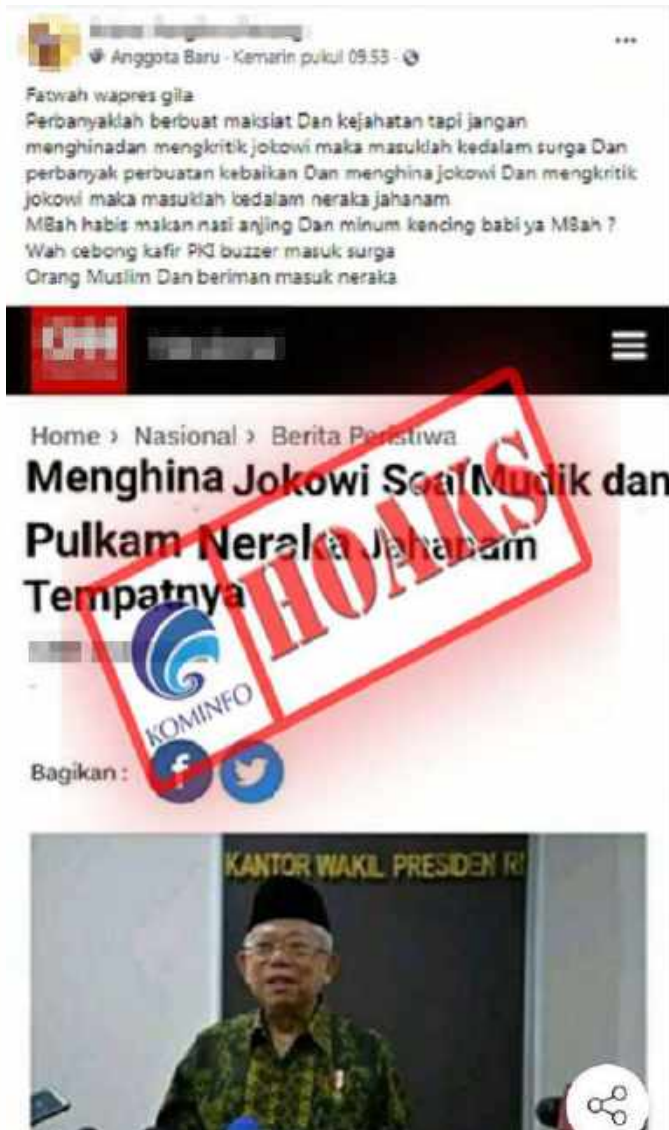 Anggota Baru · Kemarin pukul 09.53 ·
Fatwah wapres gila
Perbanyaklah berbuat maksiat Dan kejahatan tapi jangan
menghinadan mengkritik jokowi maka masuklah kedalam surga Dan
perbanyak perbuatan kebaikan Dan menghina jokowi Dan mengkritik
jokowi maka masuklah kedalam neraka jahanam
MBah habis makan nasi anjing Dan minum kencing babi ya MBah ?
Wah cebong kafir PKI buzzer masuk surga
Orang Muslim Dan beriman masuk neraka
Home › Nasional › Berita Peristiwa
Menghina Jokowi Soal Mudik dan
Pulkam Neraka Jahanam
Tempatnya
HOAKS
KOMINFO
Bagikan :
KANTOR WAKIL PRESIDEN RI